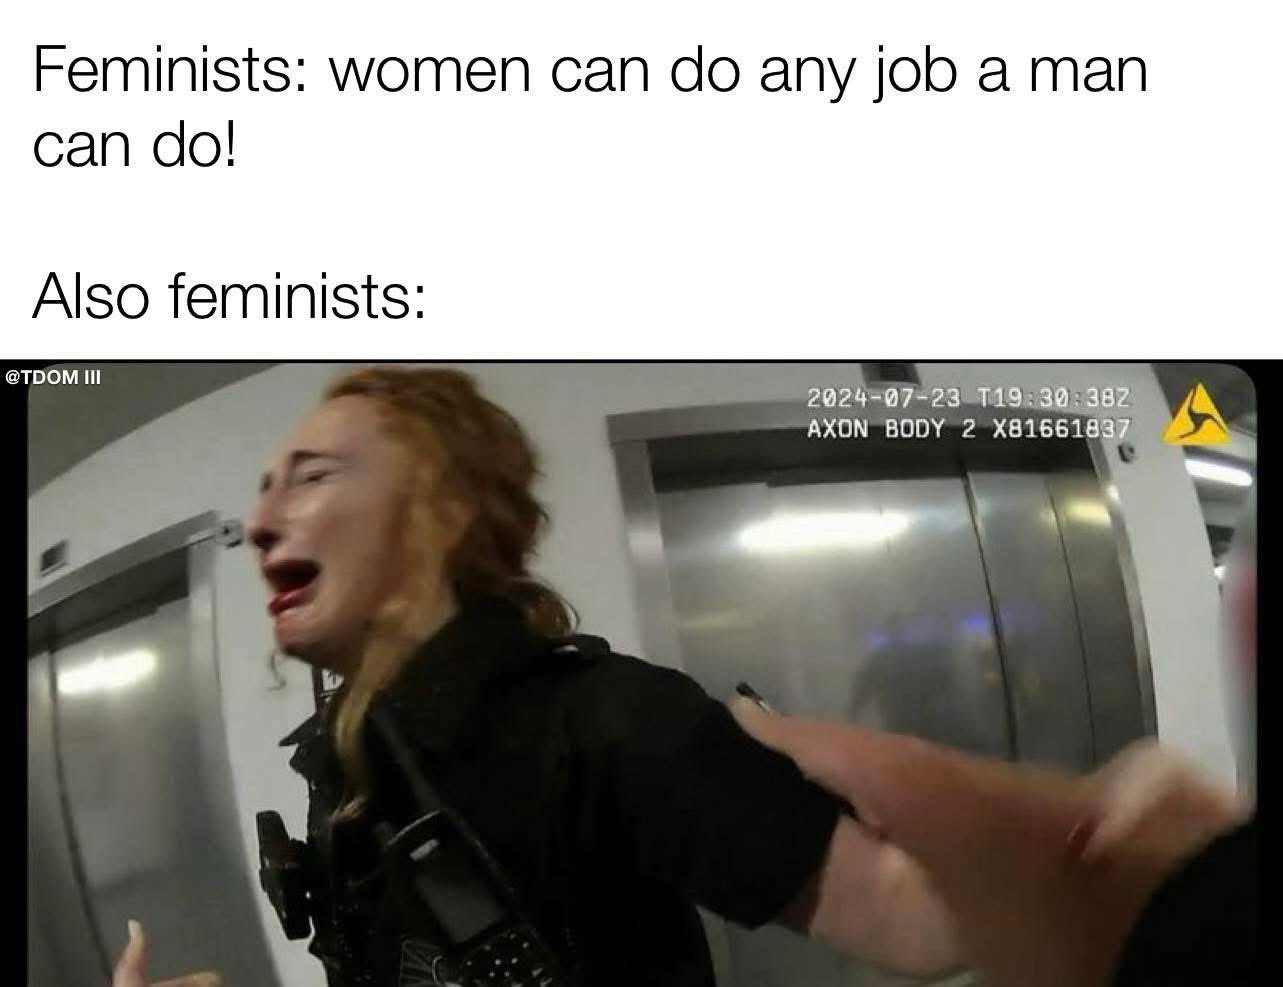 Feminists: women can do any job a man
can do!
Also feminists:
@TDOM III
2024-07-23 T19:30:38Z
AXON BODY 2 X81661837